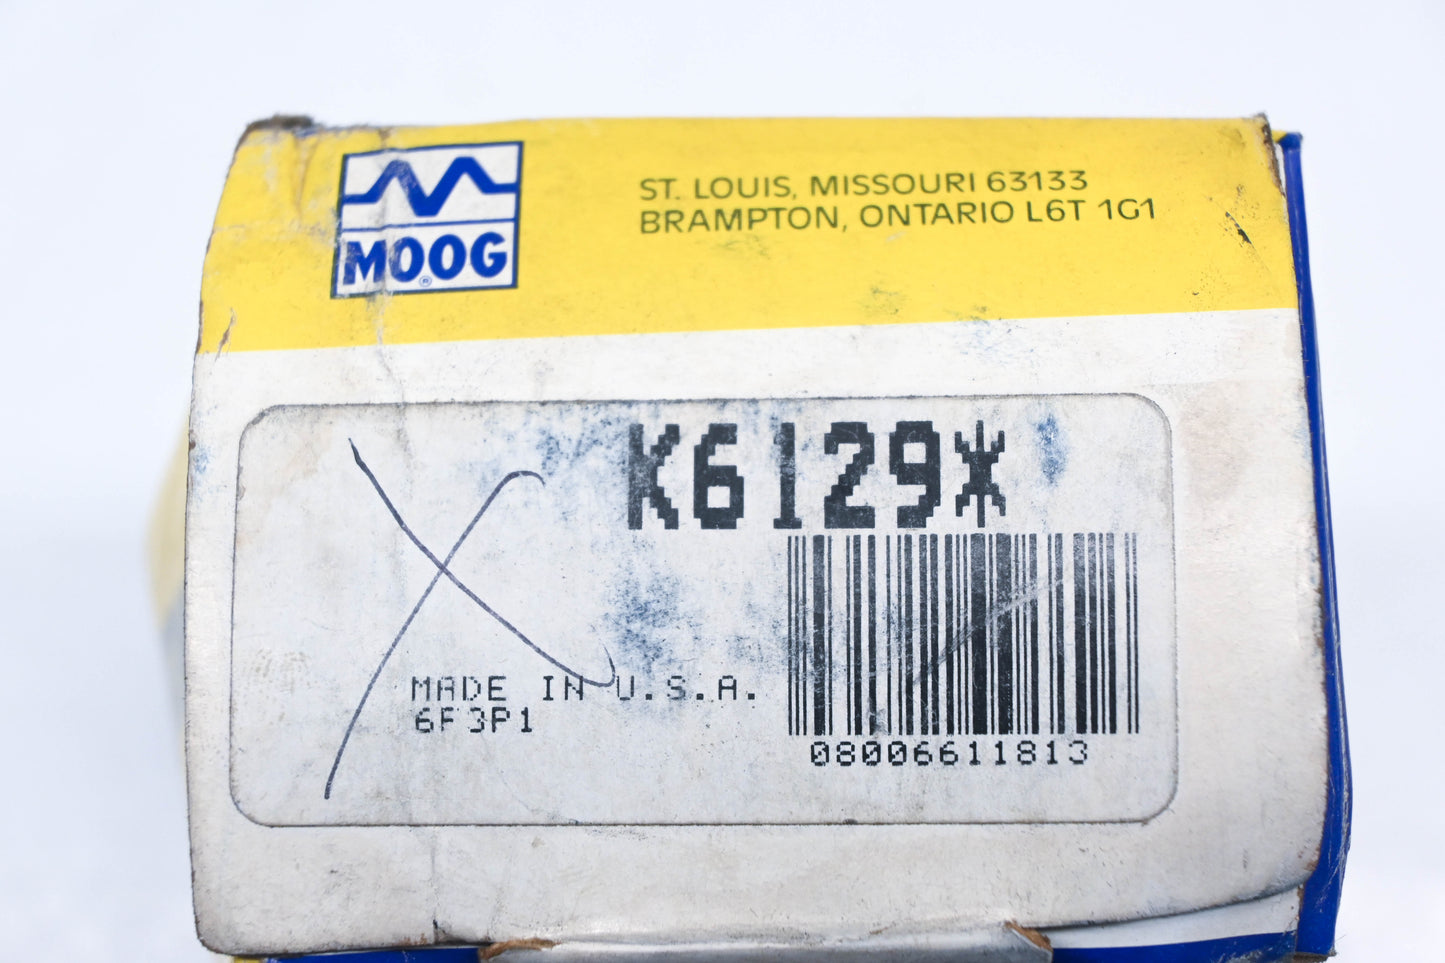 MOOG®
ST. LOUIS, MISSOURI 63133
BRAMPTON, ONTARIO L6T 1G1
K6129*
MADE IN U.S.A.
6F3P1
08006611813